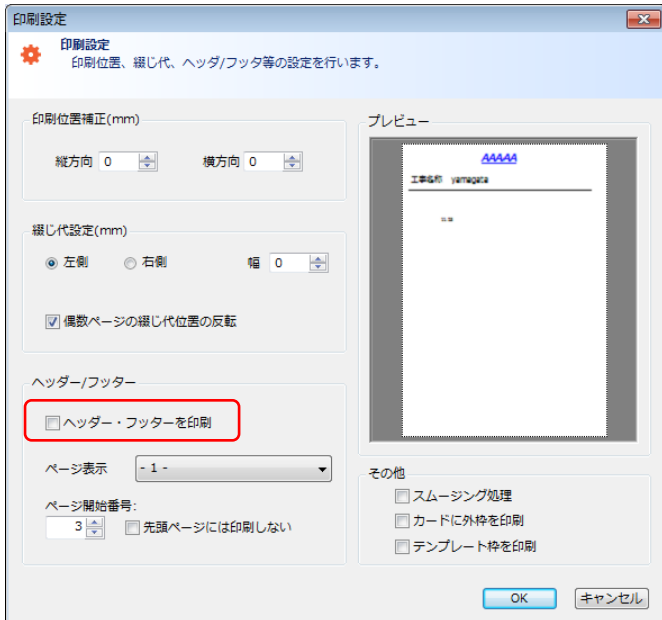 印刷設定
印刷設定
印刷位置、綴じ代、ヘッダ/フッタ等の設定を行います。
印刷位置補正(mm)
縦方向 0
横方向 0
綴じ代設定(mm)
左側
右側
幅 0
偶数ページの綴じ代位置の反転
ヘッダー/フッター
ヘッダー・フッターを印刷
ページ表示 - 1 -
ページ開始番号:
3
先頭ページには印刷しない
プレビュー
AAAAA
工事名称 yamagata
その他
スムージング処理
カードに外枠を印刷
テンプレート枠を印刷
OK
キャンセル